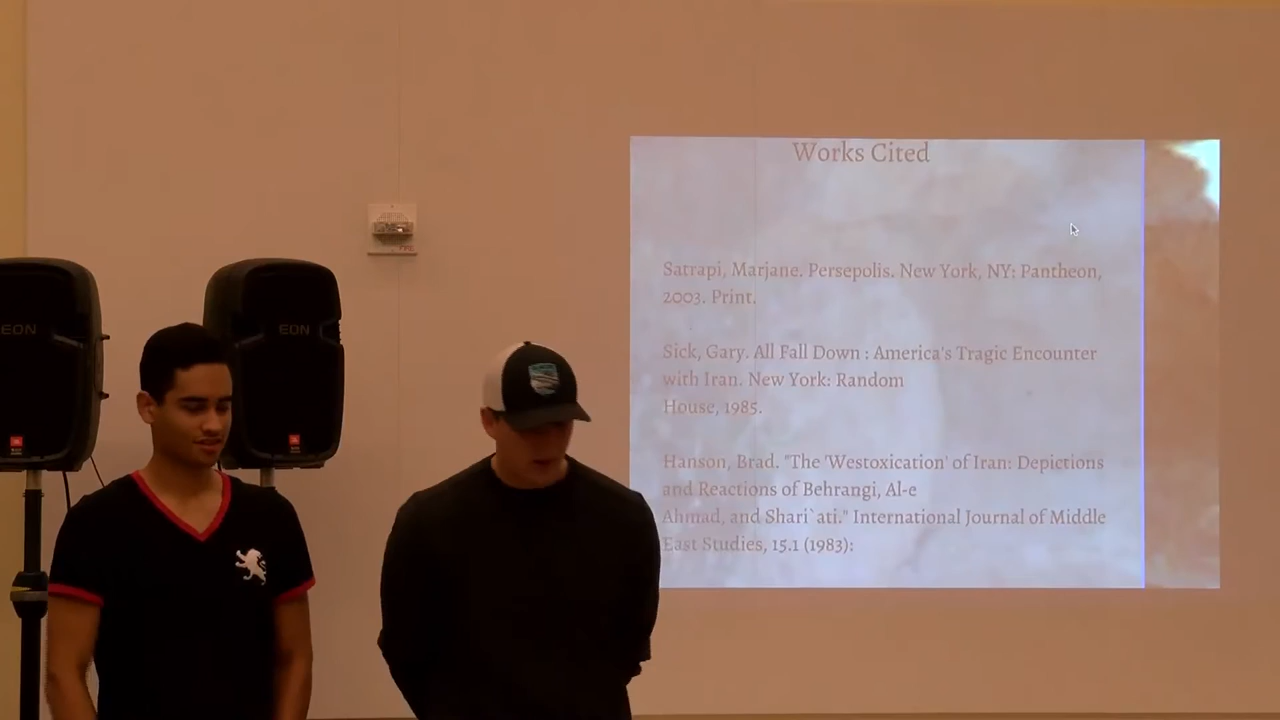 Works Cited
Satrapi, Marjane. Persepolis. New York, NY: Pantheon,
2003. Print.
Sick, Gary. All Fall Down : America's Tragic Encounter
with Iran. New York: Random
House, 1985.
Hanson, Brad. "The 'Westoxication' of Iran: Depictions
and Reactions of Behrangi, Al-e
Ahmad, and Shari`ati." International Journal of Middle
East Studies, 15.1 (1983):
EON
EON